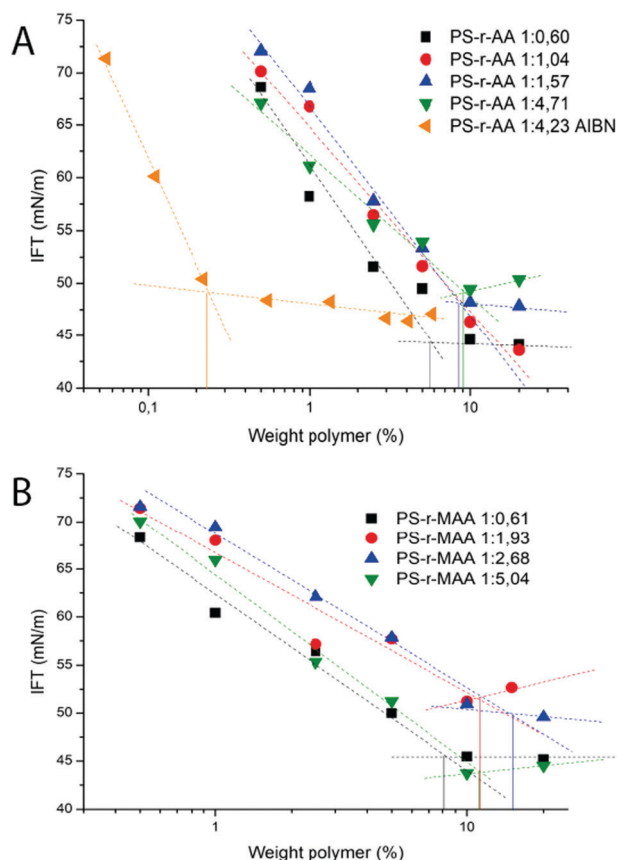 A
PS-r-AA 1:0,60
PS-r-AA 1:1,04
PS-r-AA 1:1,57
PS-r-AA 1:4,71
PS-r-AA 1:4,23 AIBN
75
70
65
60
55
50
45
40
IFT (mN/m)
0,1
1
10
Weight polymer (%)
B
PS-r-MAA 1:0,61
PS-r-MAA 1:1,93
PS-r-MAA 1:2,68
PS-r-MAA 1:5,04
75
70
65
60
55
50
45
40
IFT (mN/m)
1
10
Weight polymer (%)